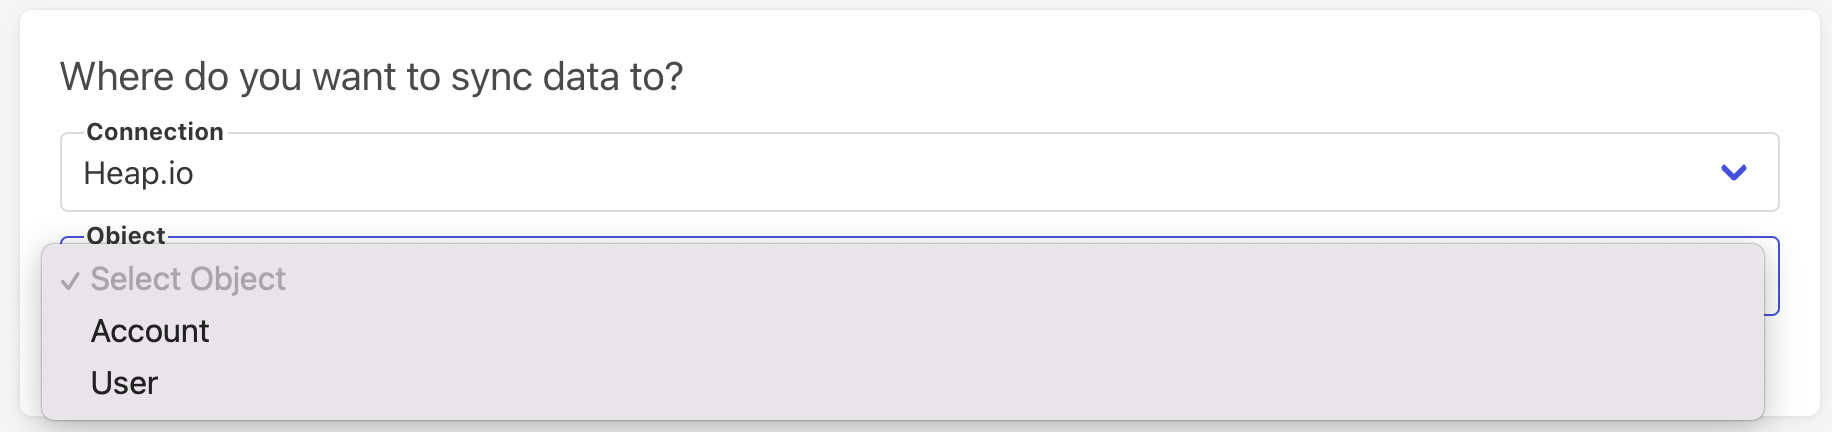 Where do you want to sync data to?
Connection
Heap.io
Object
Select Object
Account
User